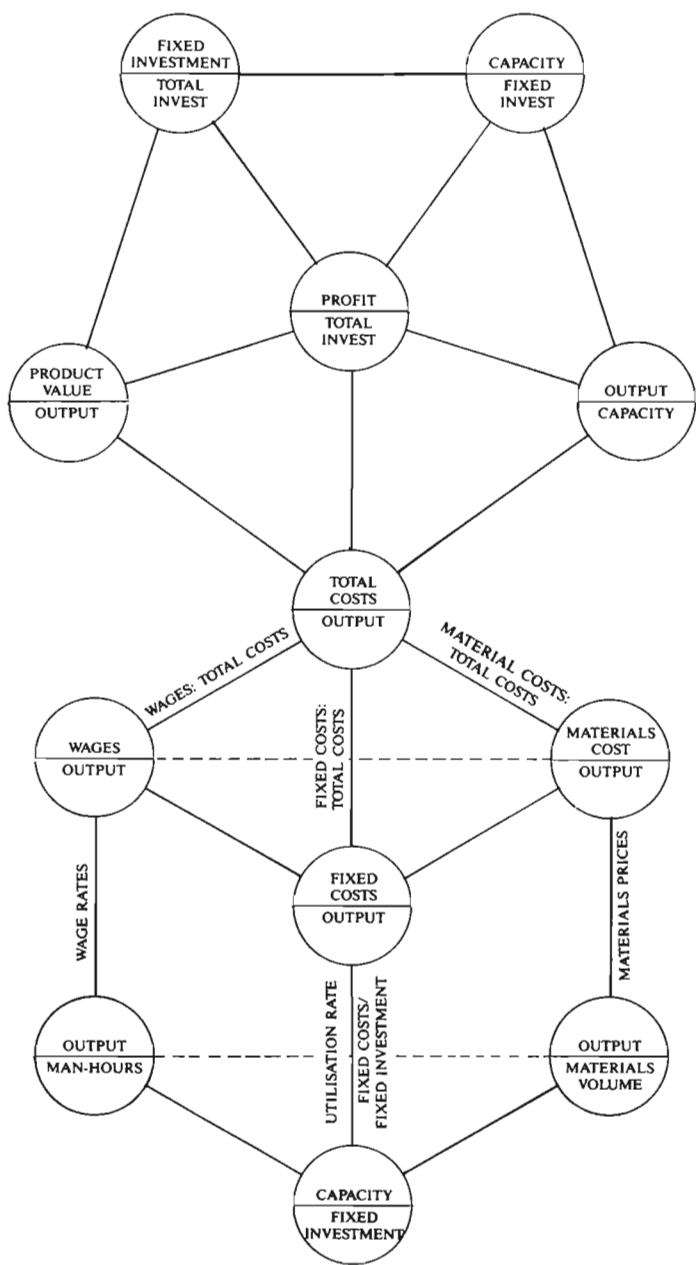 FIXED
INVESTMENT
TOTAL
INVEST
CAPACITY
FIXED
INVEST
PROFIT
TOTAL
INVEST
PRODUCT
VALUE
OUTPUT
OUTPUT
CAPACITY
TOTAL
COSTS
OUTPUT
WAGES: TOTAL COSTS
FIXED COSTS:
TOTAL COSTS
MATERIAL COSTS:
TOTAL COSTS
WAGES
OUTPUT
MATERIALS
COST
OUTPUT
FIXED
COSTS
OUTPUT
WAGE RATES
MATERIALS PRICES
UTILISATION RATE
FIXED COSTS/
FIXED INVESTMENT
OUTPUT
MAN-HOURS
OUTPUT
MATERIALS
VOLUME
CAPACITY
FIXED
INVESTMENT